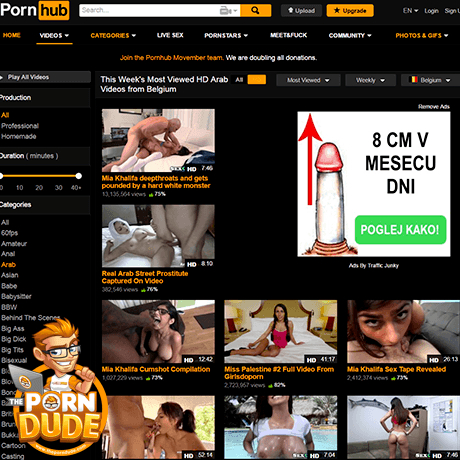 Pornhub
Search...
Upload
Upgrade
EN
Login
Sign U
HOME
VIDEOS
CATEGORIES
LIVE SEX
PORNSTARS
MEET&FUCK
COMMUNITY
PHOTOS & GIFS
Join the Pornhub Movember team. We are doubling all donations.
Play All Videos
This Week's Most Viewed HD Arab
Videos from Belgium
All
Most Viewed
Weekly
Belgium
Production
All
Professional
Homemade
Duration ( minutes )
0 10 20 30 40+
Categories
All
60fps
Amateur
Anal
Arab
Asian
Babe
Babysitter
BBW
Behind The Scenes
Big Ass
Big Dick
Big Tits
Bisexual
Cartoon
Casting
HD 7:46
Mia Khalifa deepthroats and gets
pounded by a hard white monster
13,135,564 views 75%
HD 8:10
Real Arab Street Prostitute
Captured On Video
382,546 views 76%
Remove Ads
8 CM V
MESECU
DNI
POGLEJ KAKO!
Ads By Traffic Junky
HD 12:42
Mia Khalifa Cumshot Compilation
1,027,229 views 73%
HD 41:17
Miss Palestine #2 Full Video From
Girlsdoporn
2,723,957 views 82%
HD 26:13
Mia Khalifa Sex Tape Revealed
2,412,374 views 73%
HD 52:14
HD 7:04
HD 7:46
THE
PORN
DUDE